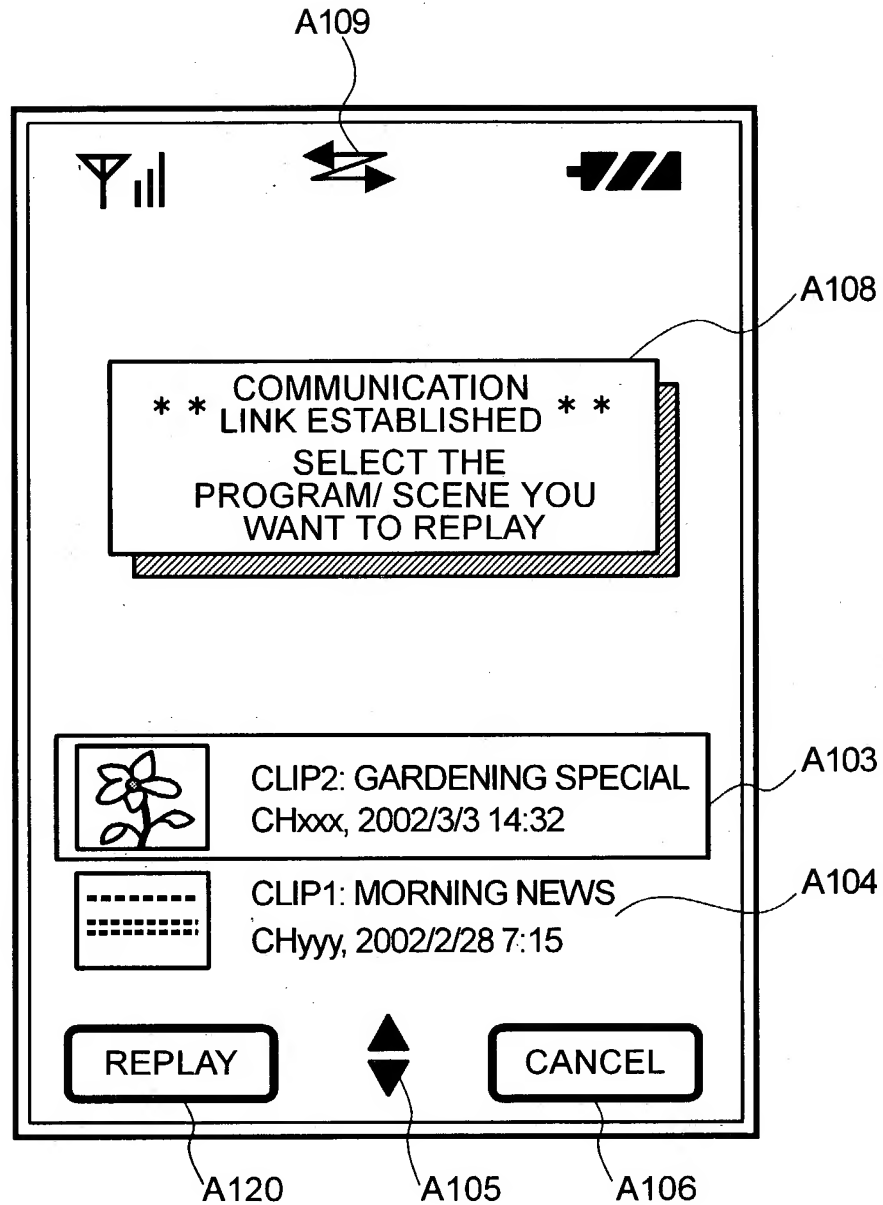 A109
A108
* * COMMUNICATION
LINK ESTABLISHED * *
SELECT THE
PROGRAM/ SCENE YOU
WANT TO REPLAY
CLIP2: GARDENING SPECIAL
CHxxx, 2002/3/3 14:32
A103
CLIP1: MORNING NEWS
CHyyy, 2002/2/28 7:15
A104
REPLAY
CANCEL
A120
A105
A106